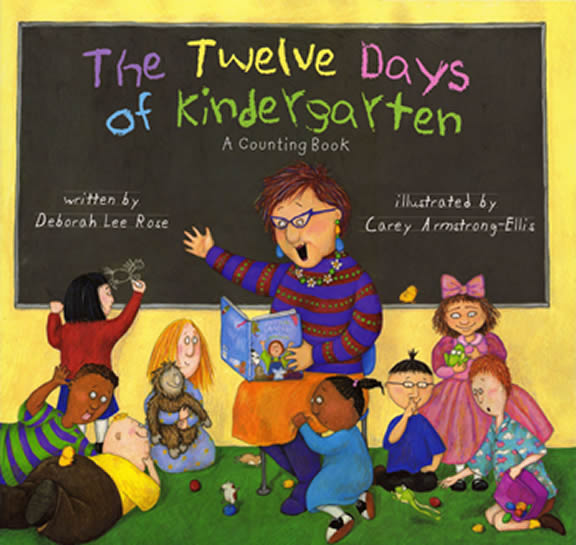 The Twelve Days
of Kindergarten
A Counting Book
written by
Deborah Lee Rose
illustrated by
Carey Armstrong-Ellis